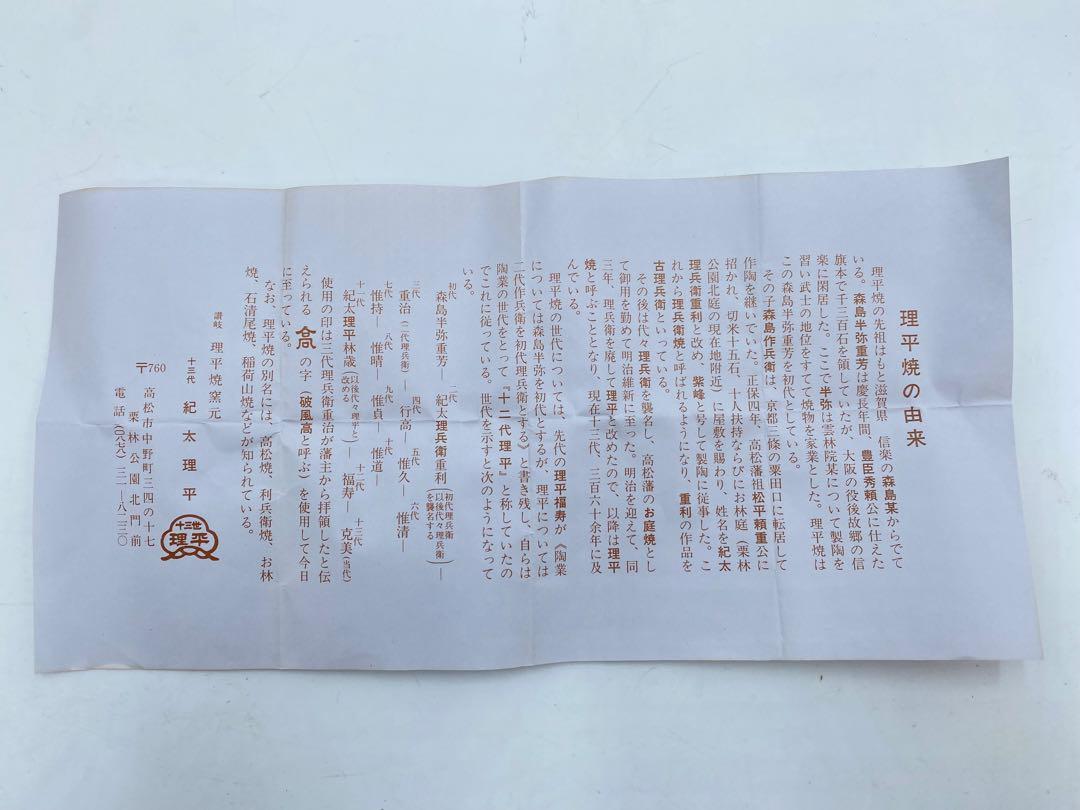 理平焼の由来
理平焼の先祖はもと滋賀県 信楽の森島某からでて
いる。森島半弥重芳は慶長年間、豊臣秀頼公に仕えた
旗本で千三百石を領していたが、大阪の役後故郷の信
楽に閑居した。ここで半弥は雲林院某について製陶を
習い武士の地位をすてて焼物を家業とした。理平焼は
この森島半弥重芳を初代としている。
その子森島作兵衛は、京都三條の粟田口に転居して
作陶を継いでいた。正保四年、高松藩祖松平頼重公に
招かれ、切米十五石、十人扶持ならびにお林庭（栗林
公園北庭の現在地附近）に屋敷を賜わり、姓名を紀太
理兵衛重利と改め、紫峰と号して製陶に従事した。こ
れから理兵衛焼と呼ばれるようになり、重利の作品を
古理兵衛といっている。
その後は代々理兵衛を襲名し、高松藩のお庭焼とし
て御用を勤めて明治維新に至った。明治を迎えて、同
三年、理兵衛を廃して理平と改めたので、以降は理平
焼と呼ぶこととなり、現在十三代、三百六十余年に及
んでいる。
理平焼の世代については、先代の理平福寿が《陶業
については森島半弥を初代とするが、理平については
二代作兵衛を初代理兵衛とする》と書き残し、自らは
陶業の世代をとって『十二代理平』と称していたの
でこれに従っている。世代を示すと次のようになって
いる。
初代 森島半弥重芳― 二代 紀太理兵衛重利（初代理兵衛以後代々理兵衛を襲名する）―
三代 重治（二代理兵衛）― 四代 行高― 五代 惟久― 六代 惟清―
七代 惟持― 八代 惟晴― 九代 惟貞― 十代 惟道―
十一代 紀太理平林歳（以後代々理平と改める）― 十二代 福寿― 十三代 克美（当代）
使用の印は三代理兵衛重治が藩主から拝領したと伝
えられる 高 の字（破風高と呼ぶ）を使用して今日
に至っている。
なお、理平焼の別名には、高松焼、利兵衛焼、お林
焼、石清尾焼、稲荷山焼などが知られている。
讃岐 理平焼窯元
十三代 紀太理平
十三世 理平
〒760 高松市中野町三四の十七
栗林公園北門前
電話（〇八七八）三一―八一三〇